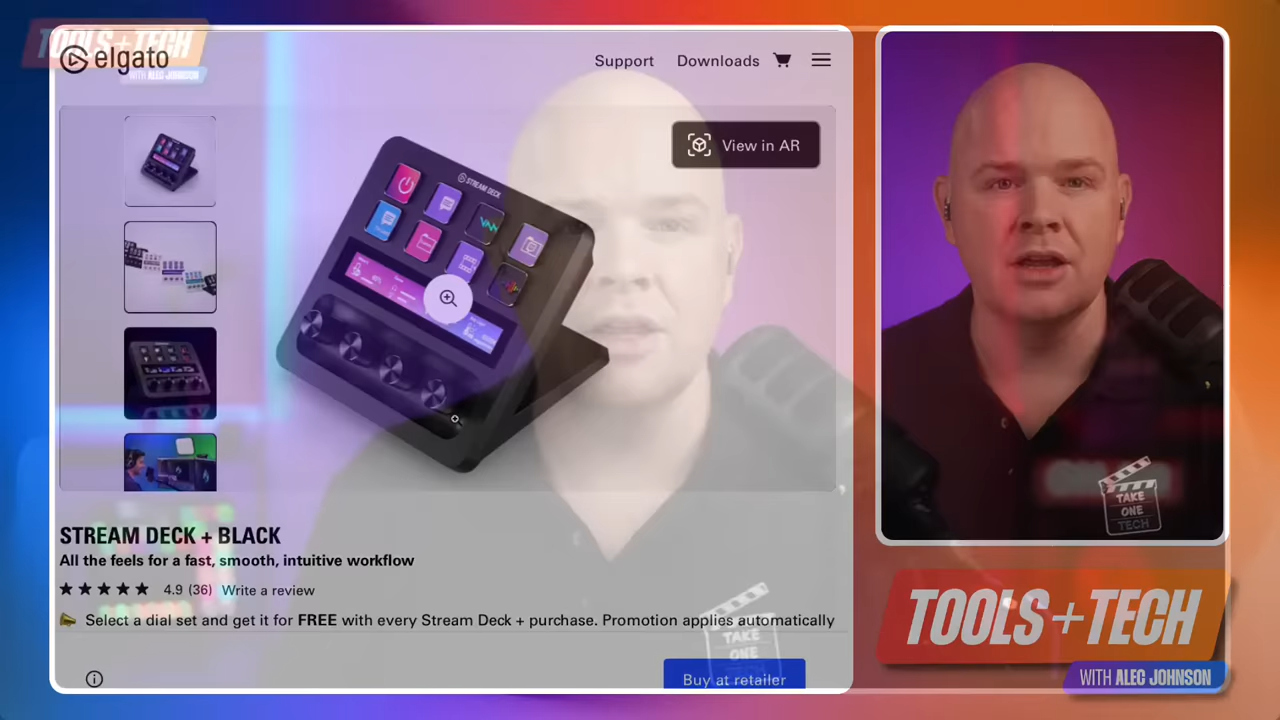 TOOLS+TECH
WITH ALEC JOHNSON
elgato
Support
Downloads
View in AR
STREAM DECK
STREAM DECK + BLACK
All the feels for a fast, smooth, intuitive workflow
4.9 (36) Write a review
Select a dial set and get it for FREE with every Stream Deck + purchase. Promotion applies automatically
Buy at retailer
TAKE
ONE
TECH
TAKE
ONE
TOOLS+TECH
WITH ALEC JOHNSON